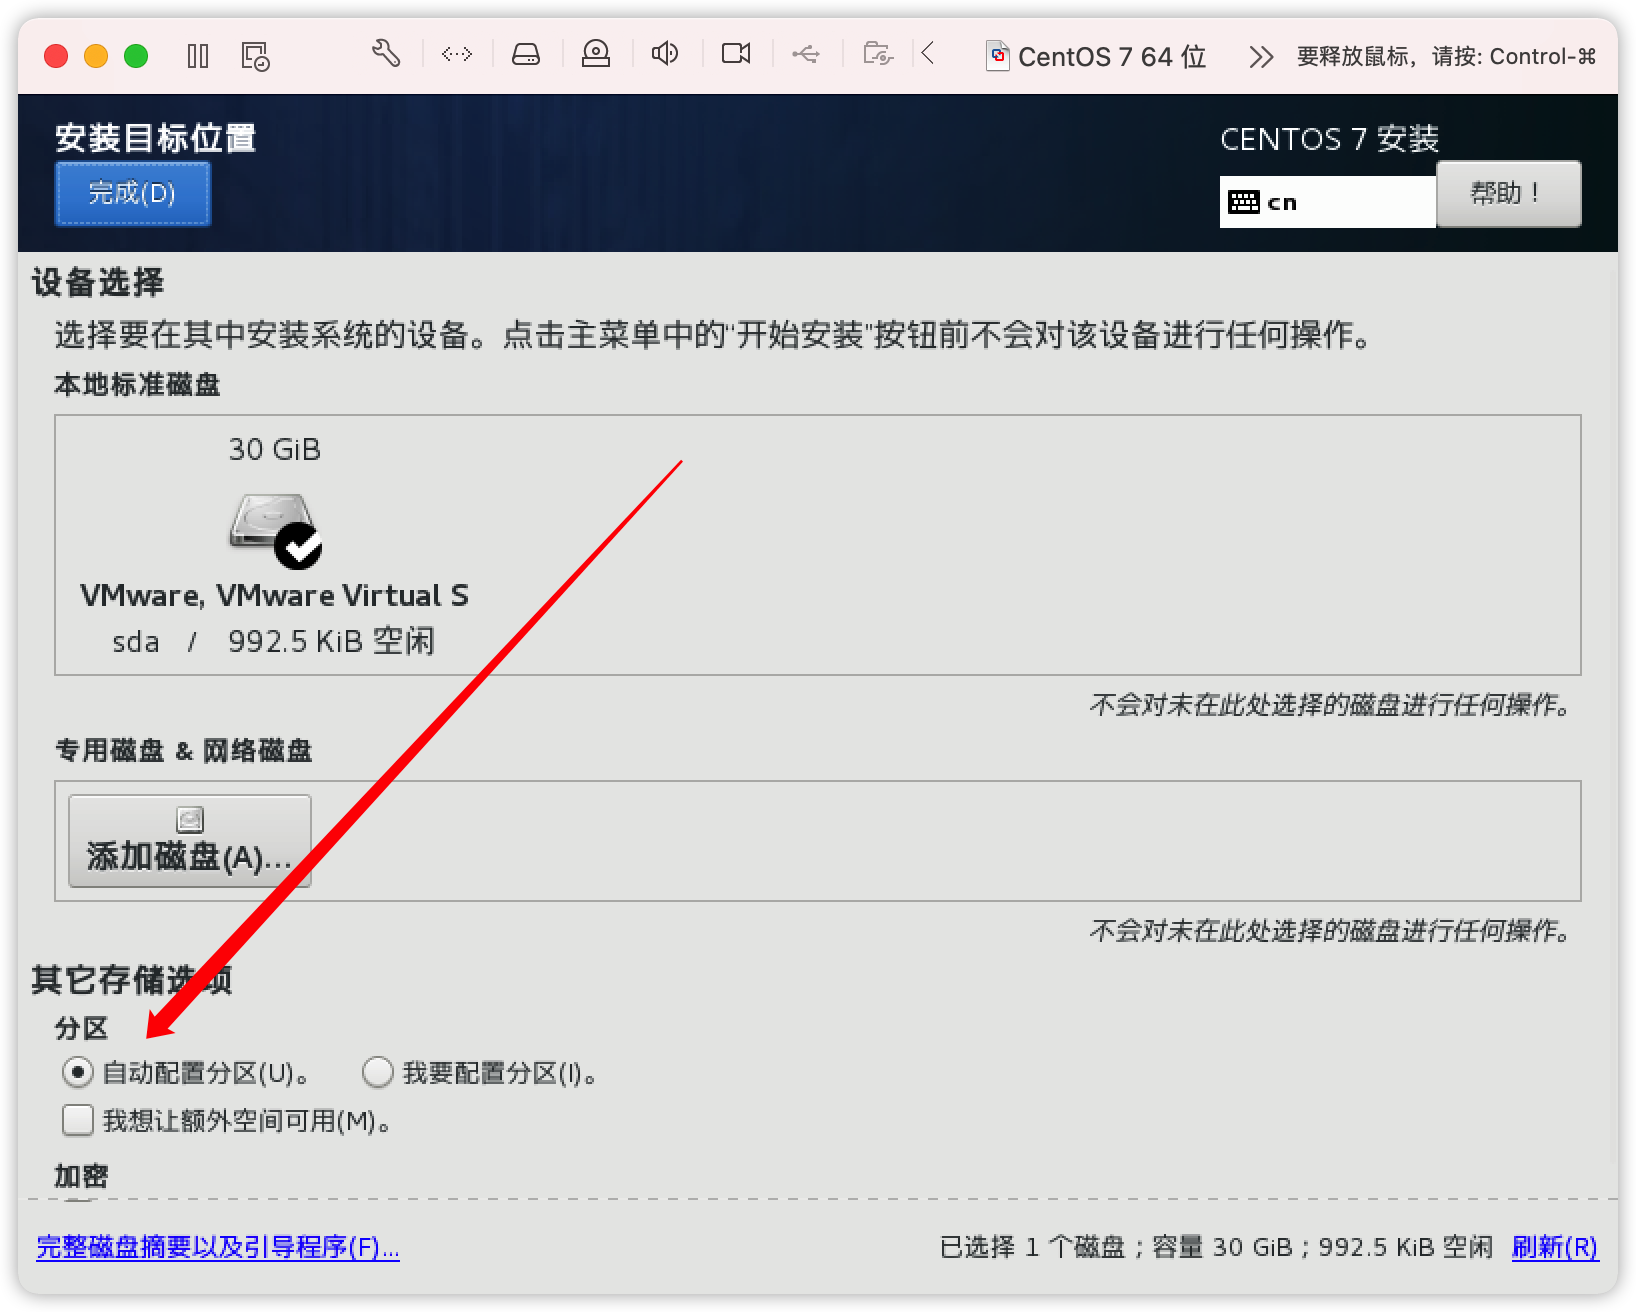 CentOS 7 64 位
要释放鼠标，请按: Control-⌘
安装目标位置
CENTOS 7 安装
完成(D)
cn
帮助！
设备选择
选择要在其中安装系统的设备。点击主菜单中的“开始安装”按钮前不会对该设备进行任何操作。
本地标准磁盘
30 GiB
VMware, VMware Virtual S
sda / 992.5 KiB 空闲
不会对未在此处选择的磁盘进行任何操作。
专用磁盘 & 网络磁盘
添加磁盘(A)...
不会对未在此处选择的磁盘进行任何操作。
其它存储选项
分区
自动配置分区(U)。 我要配置分区(I)。
我想让额外空间可用(M)。
加密
完整磁盘摘要以及引导程序(F)...
已选择 1 个磁盘；容量 30 GiB；992.5 KiB 空闲 刷新(R)